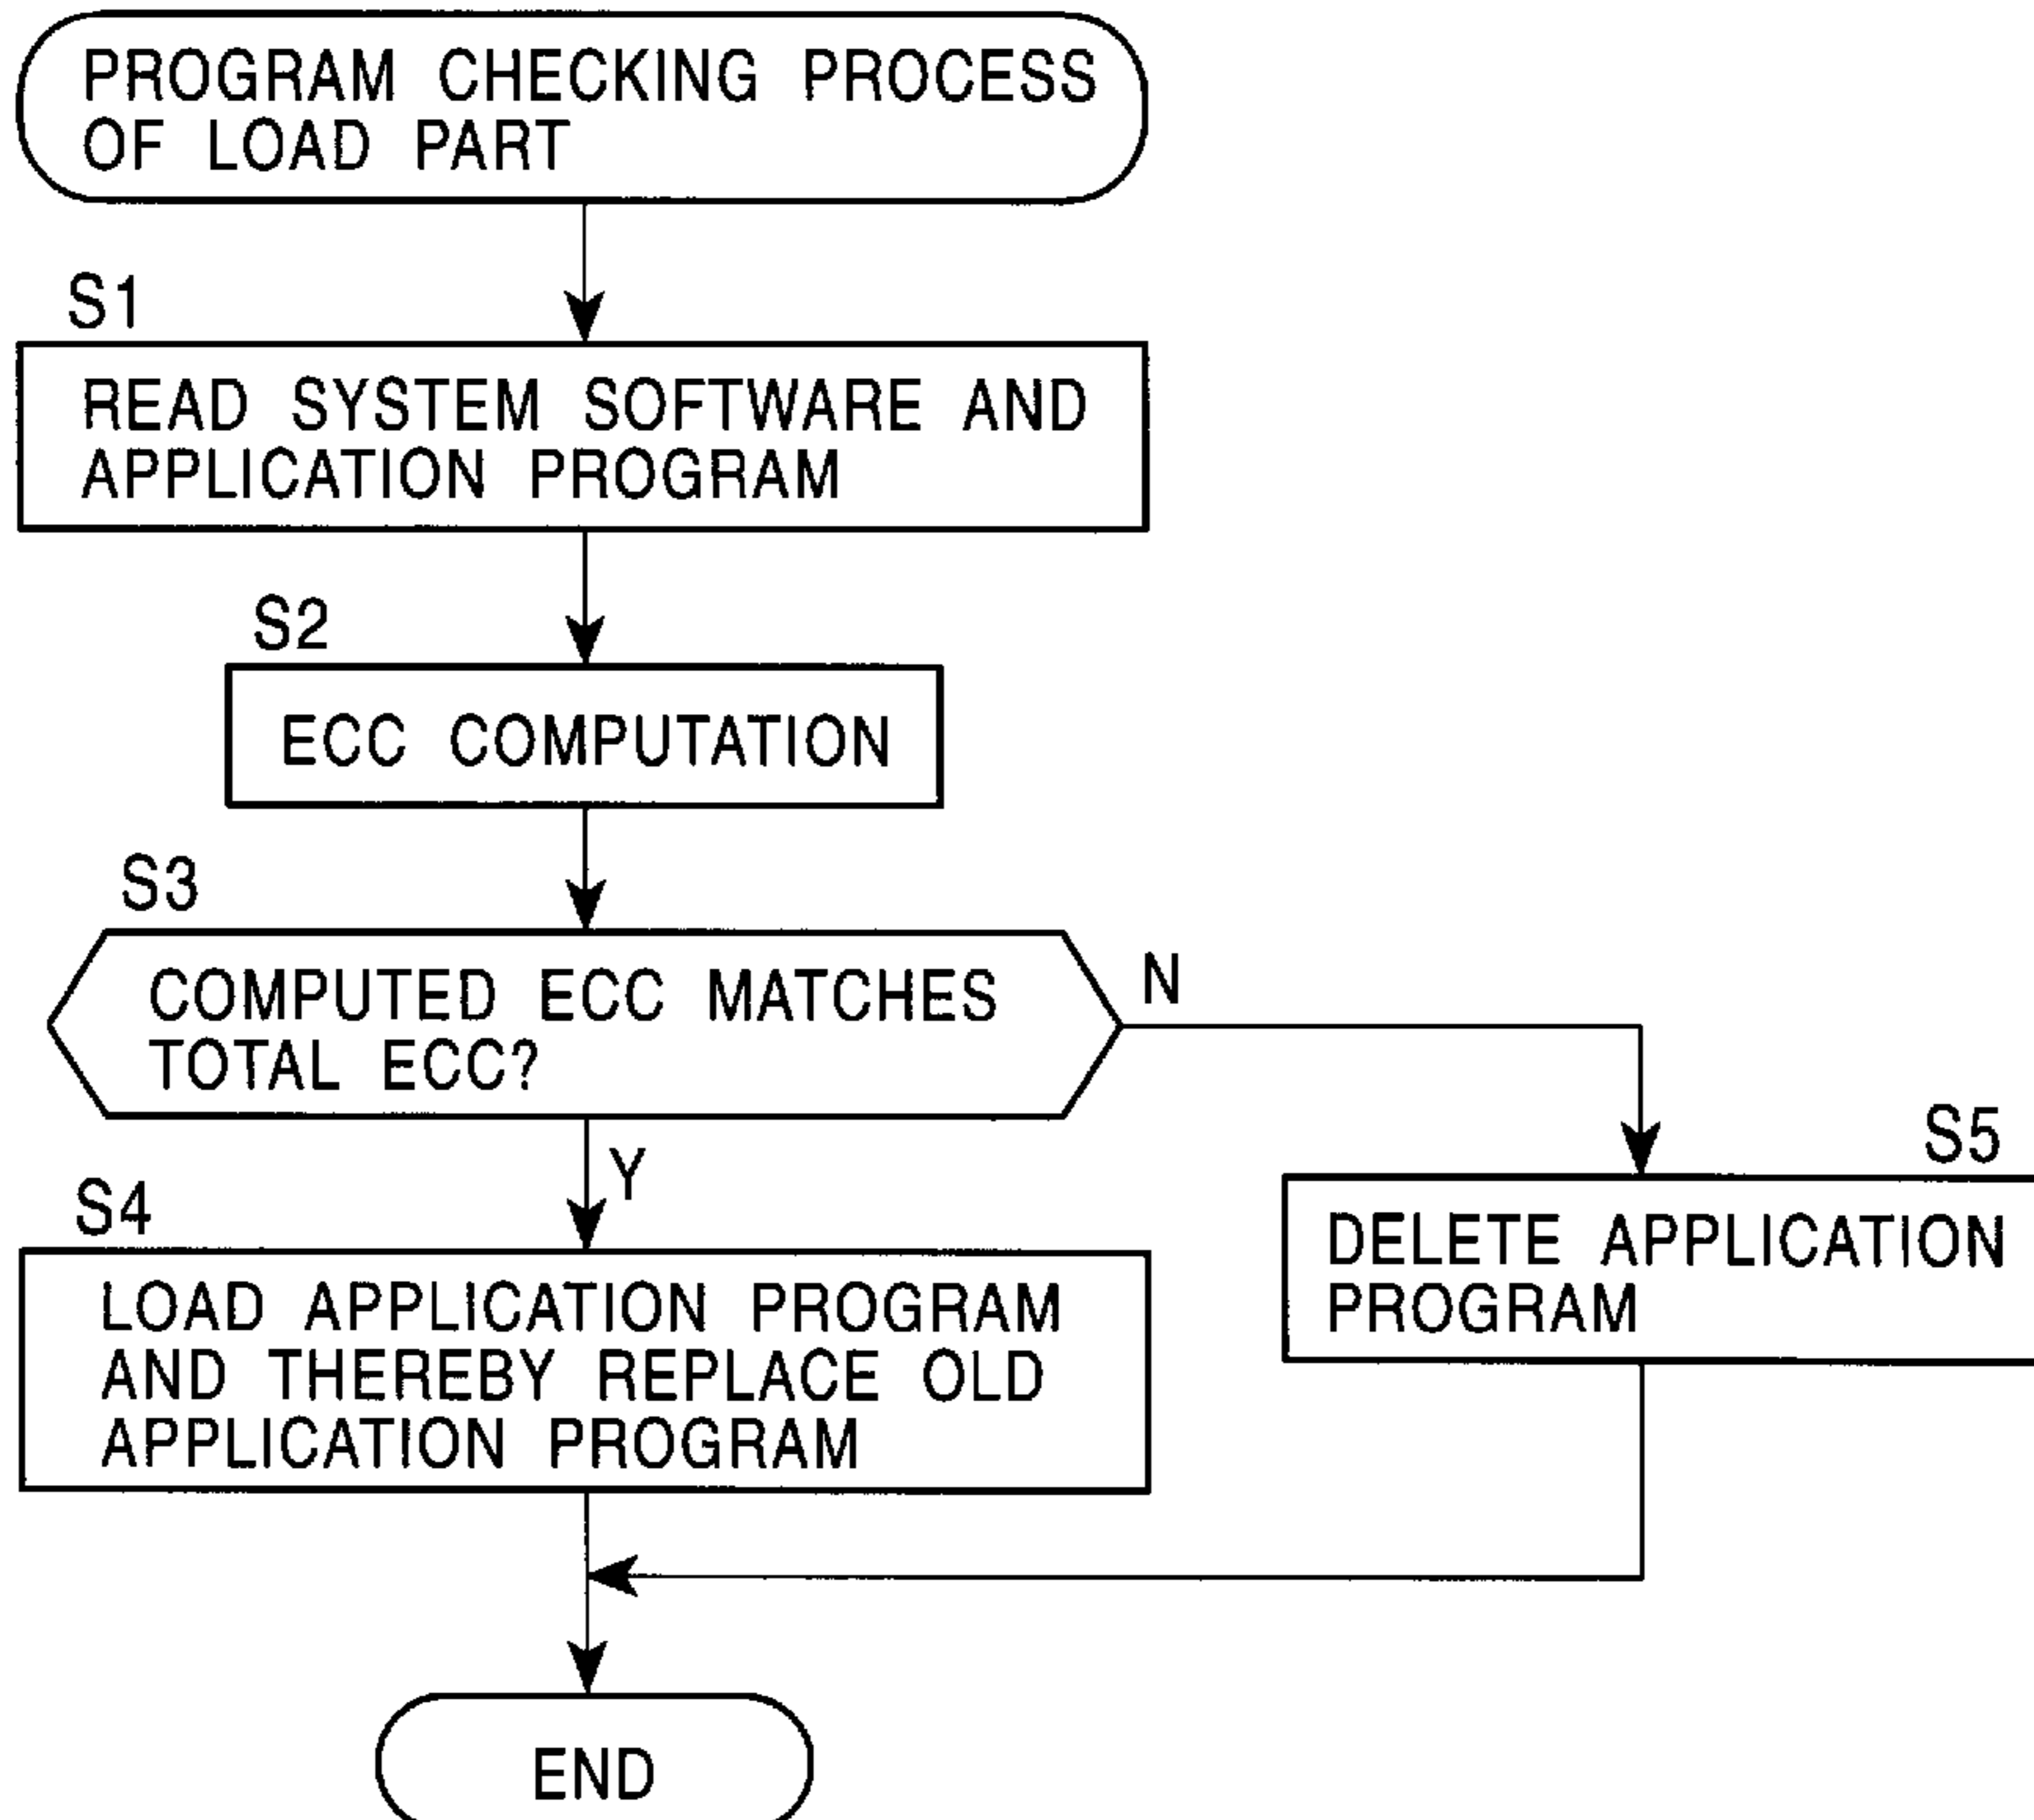 PROGRAM CHECKING PROCESS
OF LOAD PART
S1
READ SYSTEM SOFTWARE AND
APPLICATION PROGRAM
S2
ECC COMPUTATION
S3
COMPUTED ECC MATCHES
TOTAL ECC?
N
Y
S4
LOAD APPLICATION PROGRAM
AND THEREBY REPLACE OLD
APPLICATION PROGRAM
S5
DELETE APPLICATION
PROGRAM
END